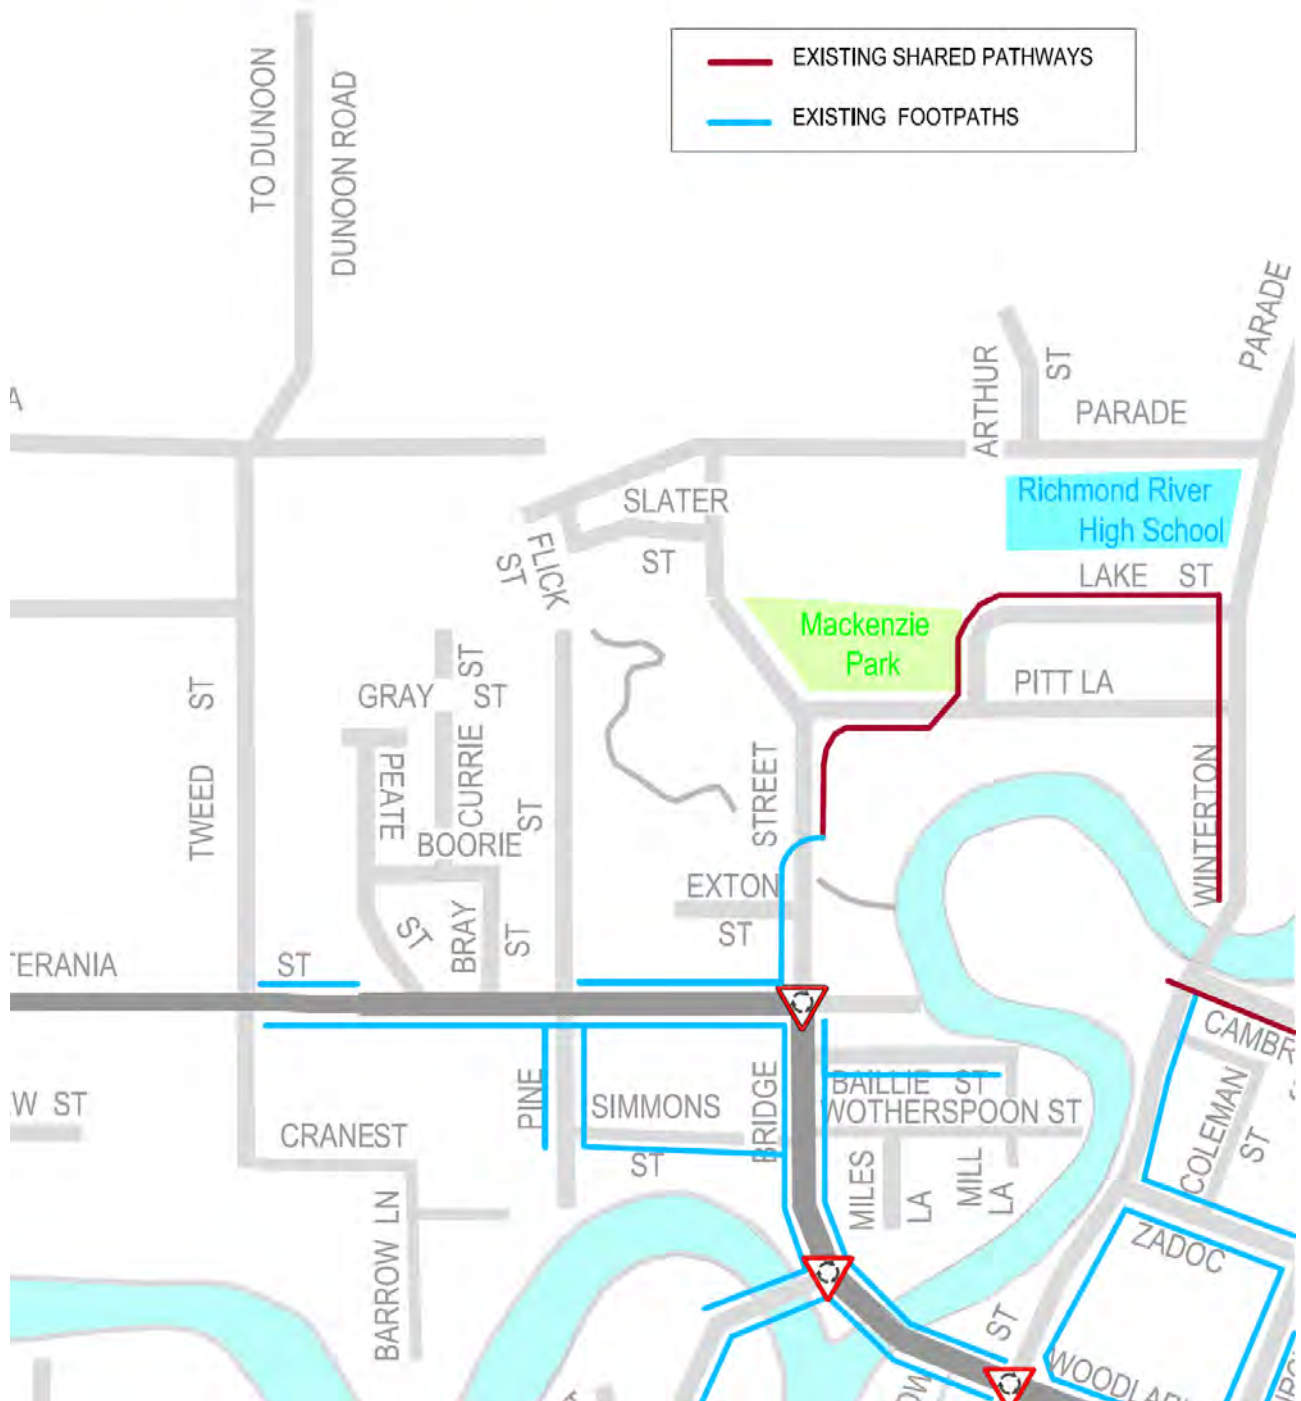 EXISTING SHARED PATHWAYS
EXISTING FOOTPATHS
TO DUNOON
DUNOON ROAD
PARADE
ARTHUR
ST
PARADE
A
Richmond River
High School
SLATER
ST
FLICK
ST
LAKE ST
Mackenzie
Park
PITT LA
GRAY ST
ST
CURRIE
PEATE
BOORIE
ST
TWEED ST
STREET
WINTERTON
EXTON
ST
BRAY
ST
ST
TERANIA
ST
CAMBR
COLEMAN
ST
BAILLIE ST
WOTHERSPOON ST
PINE
SIMMONS
ST
BRIDGE
W ST
CRANEST
MILES
LA
MILL
LA
BARROW LN
ZADOC
ST